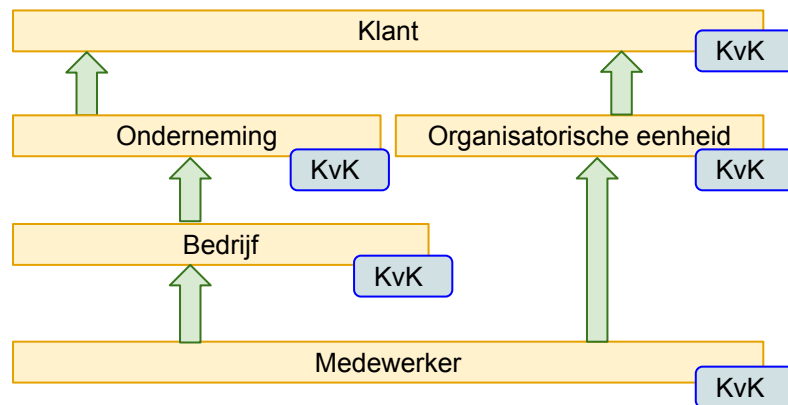 Klant
KvK
Onderneming
KvK
Organisatorische eenheid
KvK
Bedrijf
KvK
Medewerker
KvK